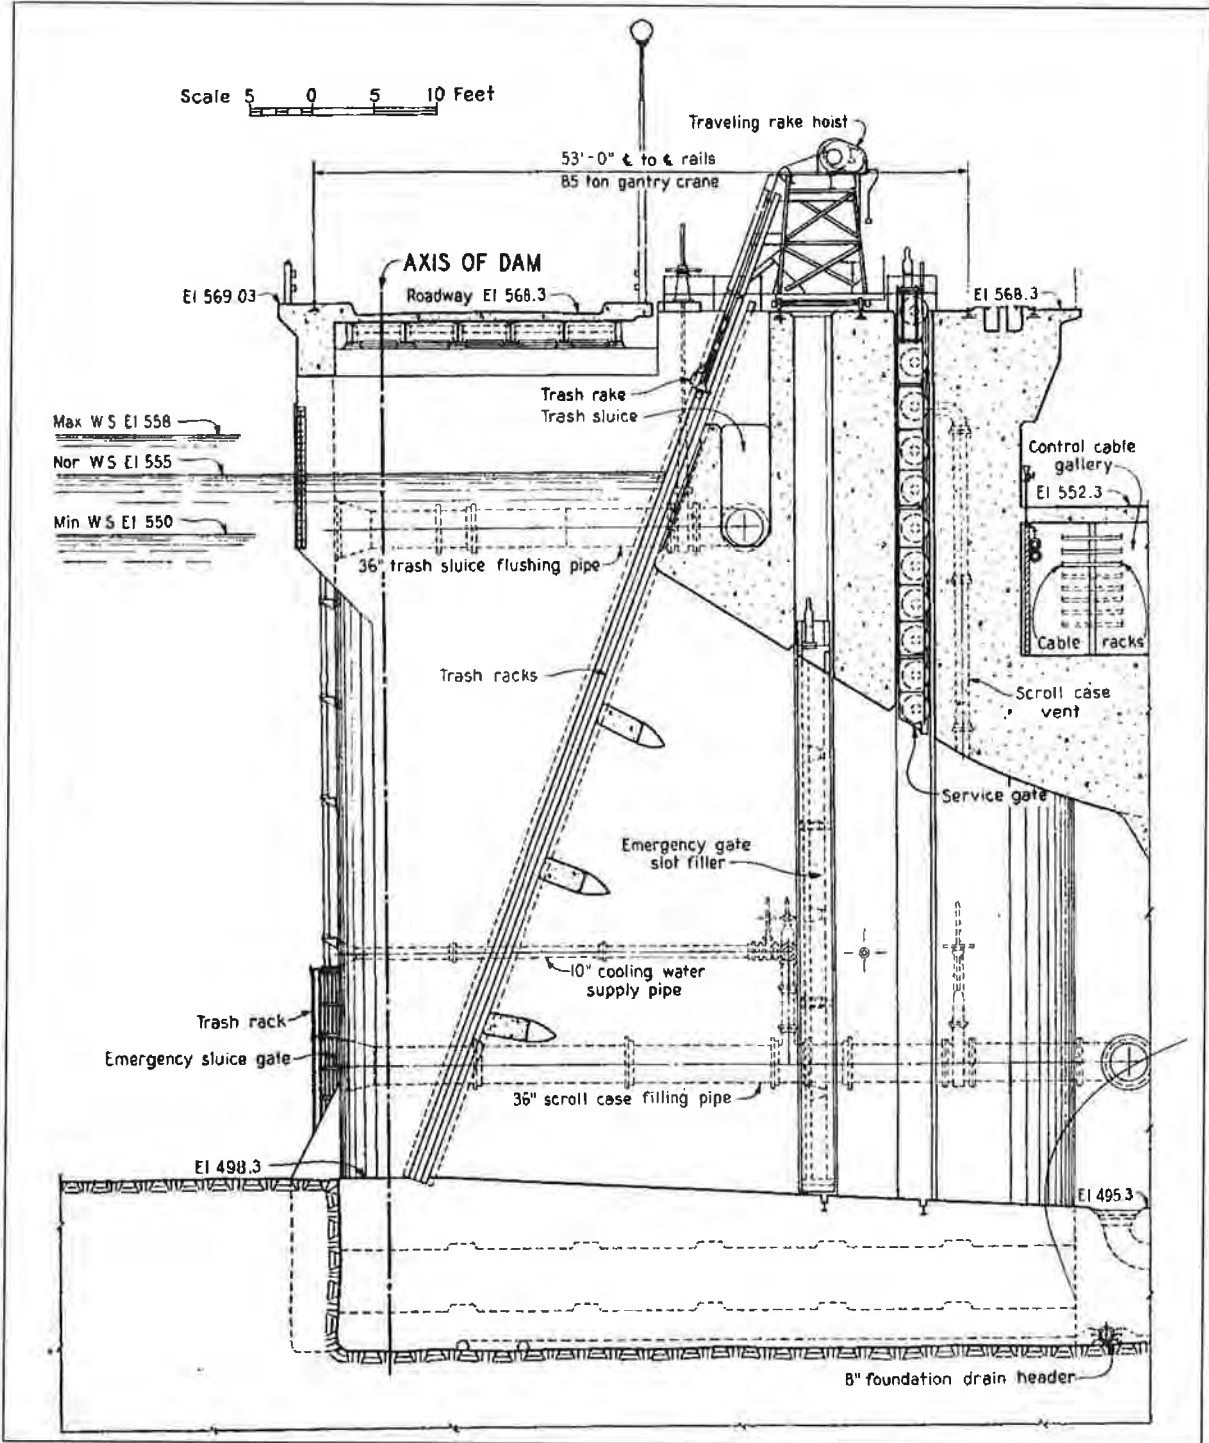 Scale 5 0 5 10 Feet
Traveling rake hoist
53'-0" ℄ to ℄ rails
85 ton gantry crane
AXIS OF DAM
El 569.03
Roadway El 568.3
El 568.3
Trash rake
Trash sluice
Max W S El 558
Nor WS El 555
Min WS El 550
Control cable
gallery
El 552.3
36" trash sluice flushing pipe
Cable racks
Trash racks
Scroll case
vent
Service gate
Emergency gate
slot filler
10" cooling water
supply pipe
Trash rack
Emergency sluice gate
36" scroll case filling pipe
El 498.3
El 495.3
8" foundation drain header